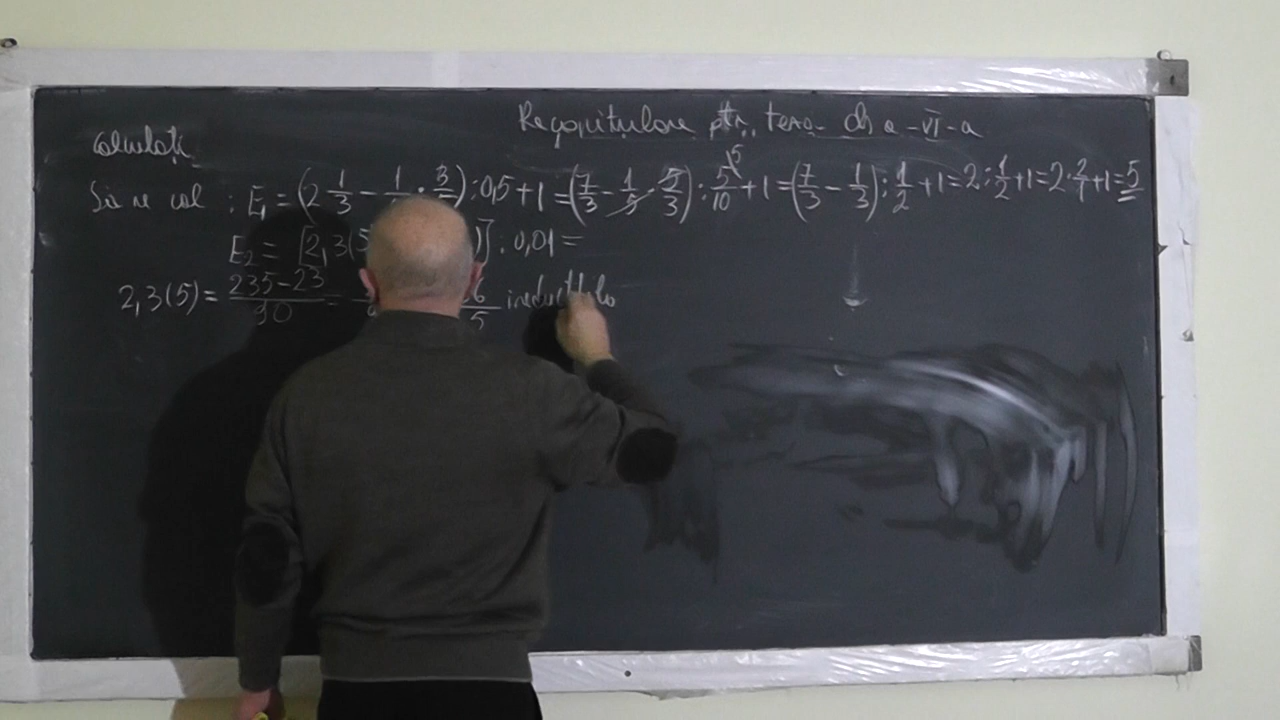 Recapitulare ptr. teza cls a-VI-a
Calculați
Să se cal : E₁ = (2 1/3 - 1/ · 3/ ) : 0,5 + 1 = (7/3 - 1/5 · 5/3) : 5/10 + 1 = (7/3 - 1/3) : 1/2 + 1 = 2 : 1/2 + 1 = 2 · 2/1 + 1 = 5
E₂ = [2,3(5 )] : 0,01 =
2,3(5) = 235-23/90 = 6/5 ireductibila